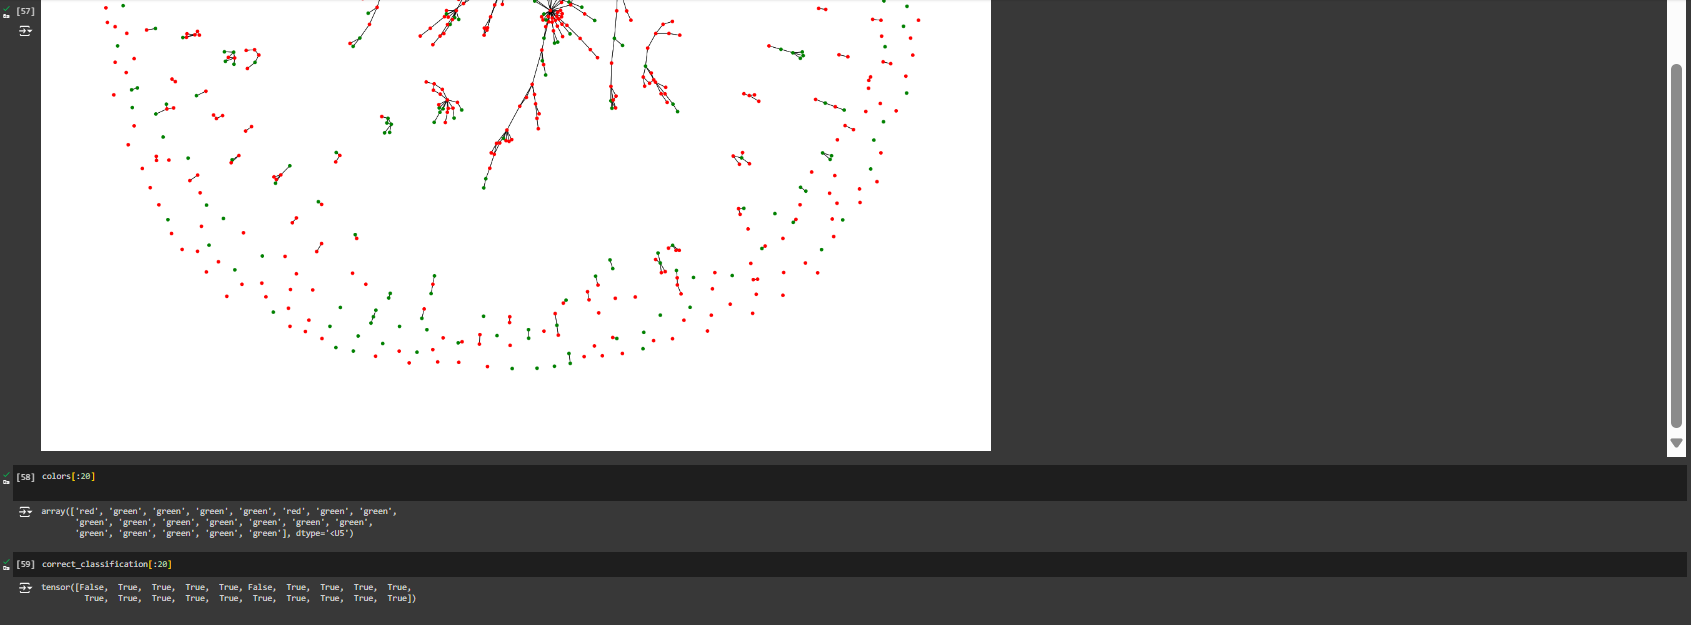 [57]
[58] colors[:20]
array(['red', 'green', 'green', 'green', 'green', 'red', 'green', 'green',
'green', 'green', 'green', 'green', 'green', 'green', 'green',
'green', 'green', 'green', 'green', 'green'], dtype='<U5')
[59] correct_classification[:20]
tensor([False, True, True, True, True, False, True, True, True, True,
True, True, True, True, True, True, True, True, True, True])